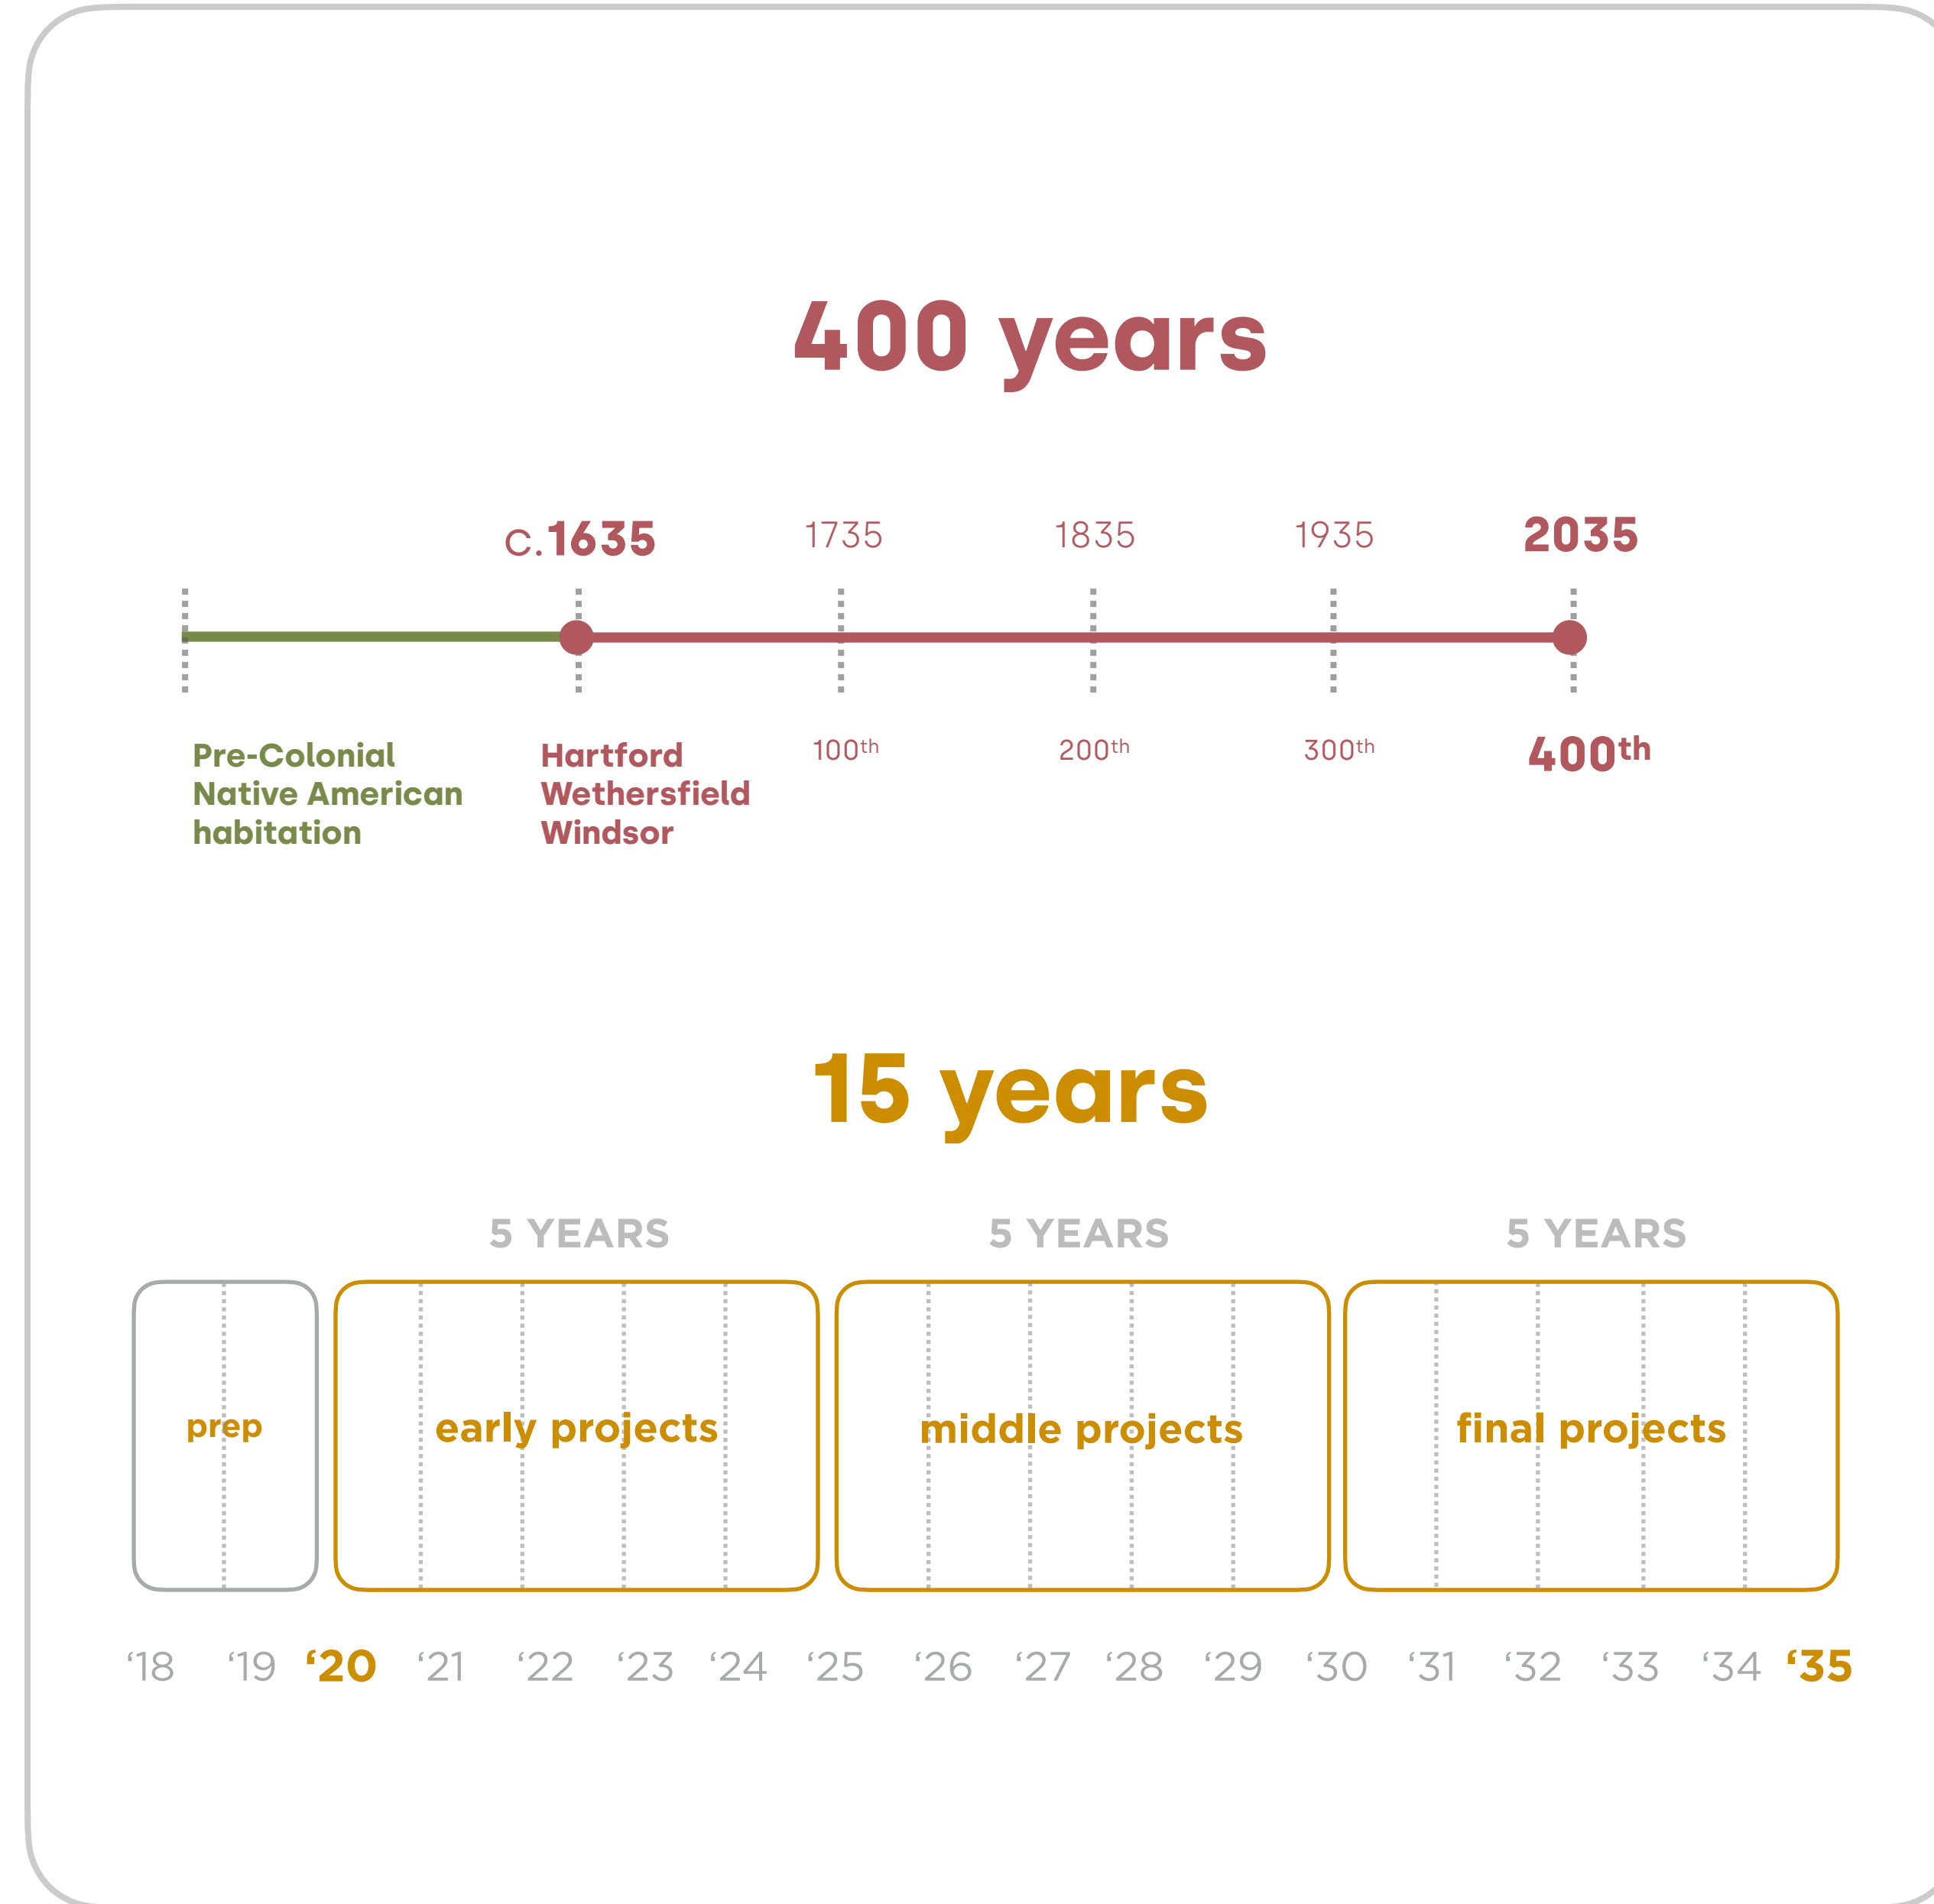 400 years
c.1635 1735 1835 1935 2035
Pre-Colonial
Native American
habitation
Hartford
Wethersfield
Windsor
100th 200th 300th 400th
15 years
5 YEARS 5 YEARS 5 YEARS
prep early projects middle projects final projects
‘18 ‘19 ‘20 ‘21 ‘22 ‘23 ‘24 ‘25 ‘26 ‘27 ‘28 ‘29 ‘30 ‘31 ‘32 ‘33 ‘34 ‘35